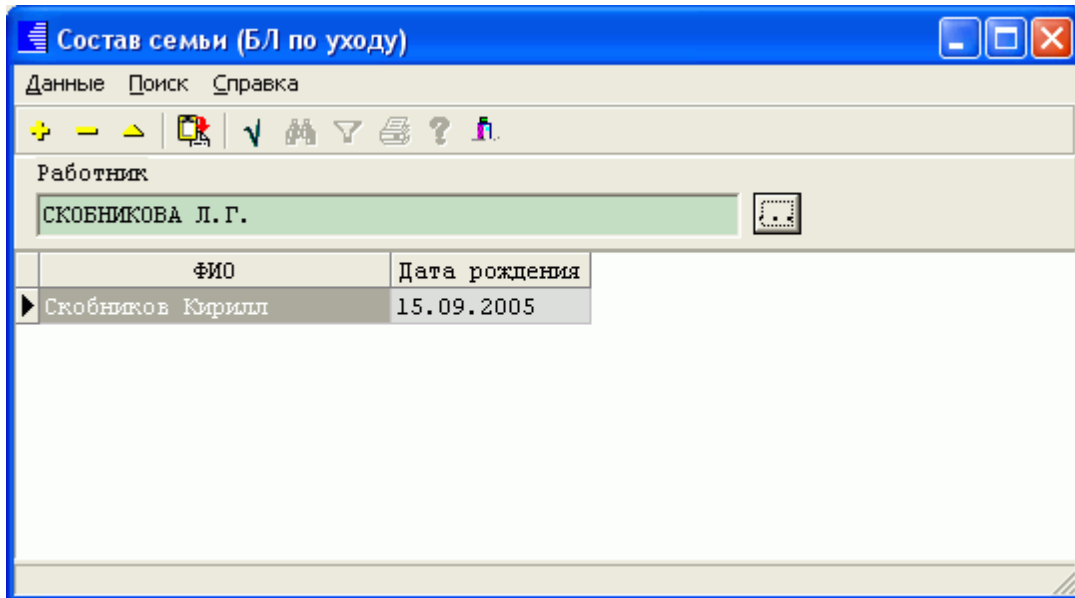 Состав семьи (БЛ по уходу)
Данные Поиск Справка
Работник
СКОБНИКОВА Л.Г.
...
ФИО Дата рождения
Скобников Кирилл 15.09.2005